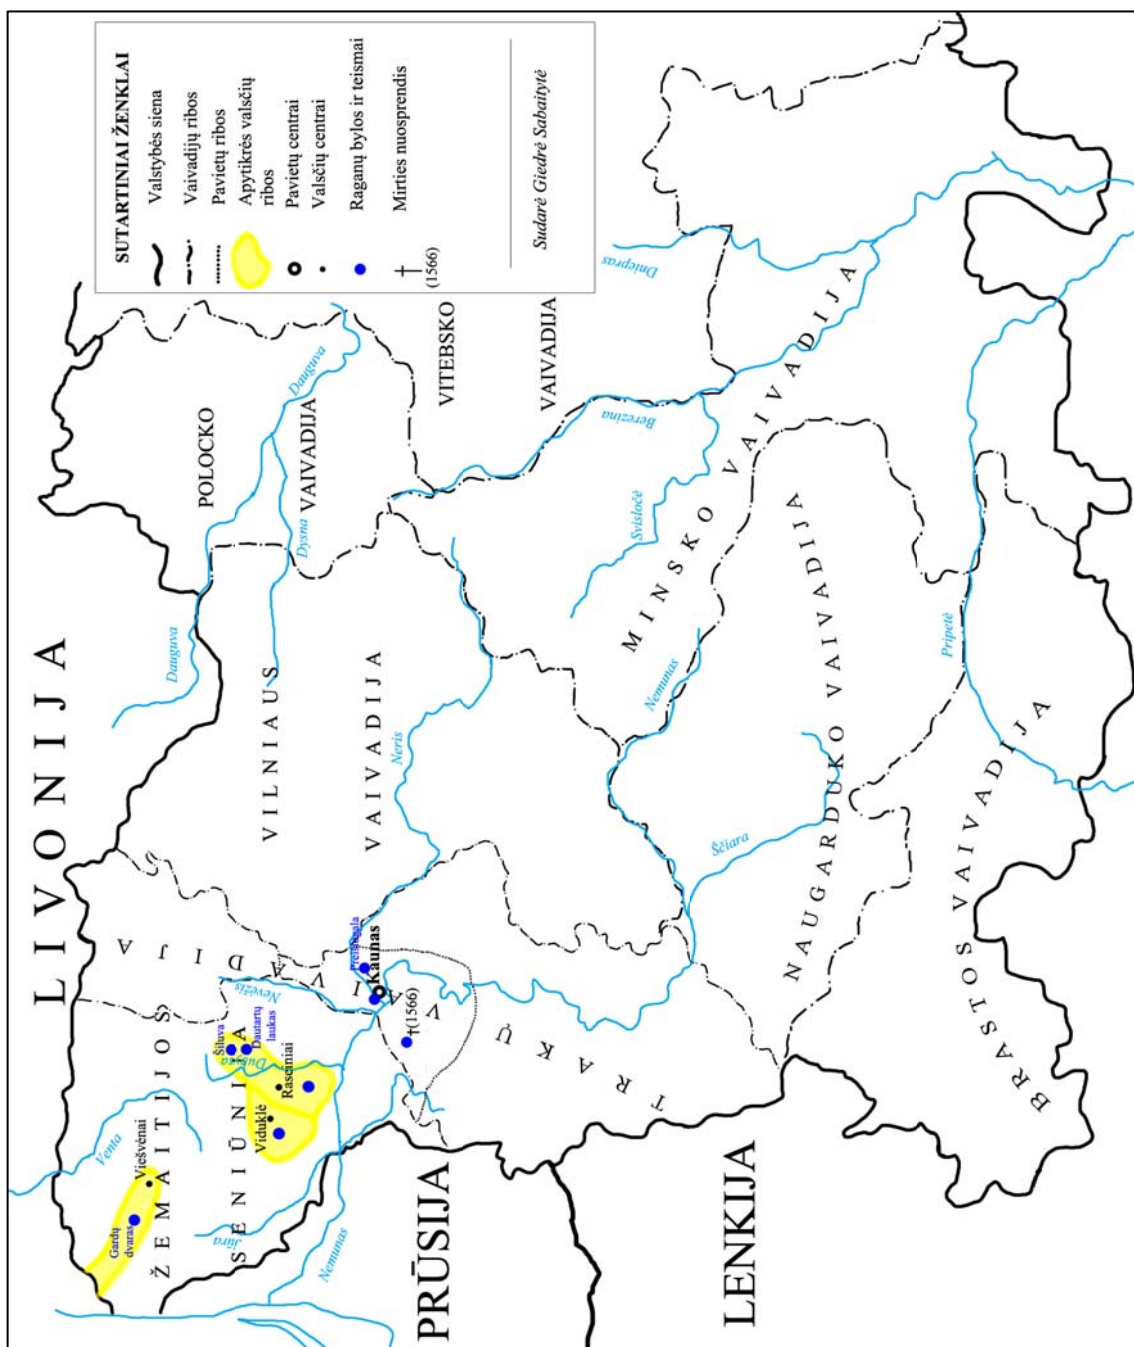 SUTARTINIAI ŽENKLAI
Valstybės siena
Vaivadijų ribos
Pavietų ribos
Apytikrės valsčių
ribos
Pavietų centrai
Valsčių centrai
Raganų bylos ir teismai
Mirties nuosprendis
(1566)
Sudarė Giedrė Sabaitytė
LIVONIJA
POLOCKO
VAIVADIJA
VITEBSKO
VAIVADIJA
VILNIAUS
VAIVADIJA
MINSKO VAIVADIJA
NAUGARDUKO VAIVADIJA
BRASTOS VAIVADIJA
TRAKŲ
VAIVADIJA
ŽEMAITIJOS
SENIŪNIJA
PRŪSIJA
LENKIJA
Dauguva
Dauguva
Dysna
Neris
Berezina
Dniepras
Svisločė
Nemunas
Ščiara
Pripetė
Nevėžis
Venta
Jūra
Nemunas
Gardų
dvaras
Viešvėnai
Viduklė
Raseiniai
Šiluva
Dautartų
laukas
Kaunas
(1566)